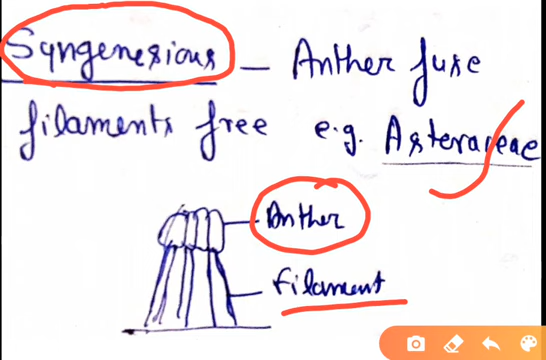 Syngenesious — Anther fuse
filaments free e.g. Asteraceae
Anther
filament